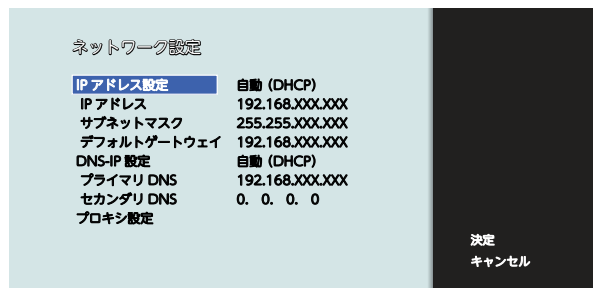 ネットワーク設定
IP アドレス設定 自動 (DHCP)
IP アドレス 192.168.XXX.XXX
サブネットマスク 255.255.XXX.XXX
デフォルトゲートウェイ 192.168.XXX.XXX
DNS-IP 設定 自動 (DHCP)
プライマリ DNS 192.168.XXX.XXX
セカンダリ DNS 0. 0. 0. 0
プロキシ設定
決定
キャンセル